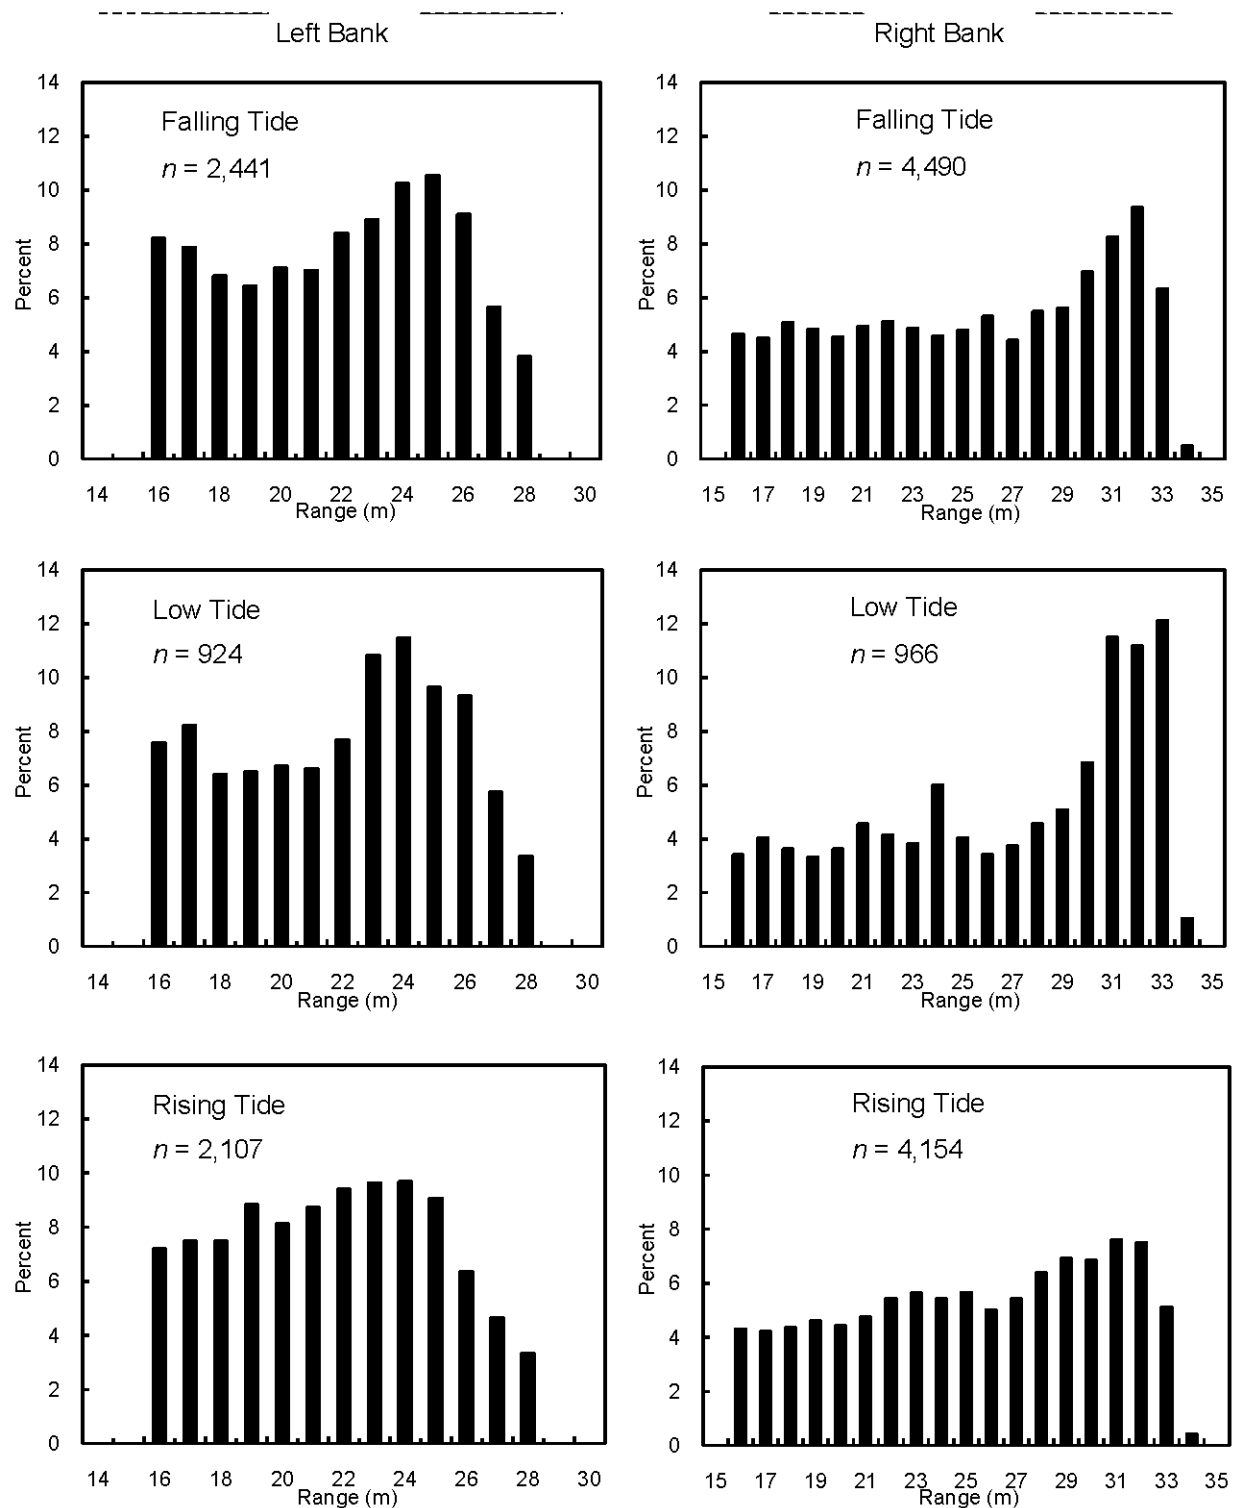 Left Bank
Right Bank
Falling Tide
n = 2,441
Percent
14
12
10
8
6
4
2
0
14 16 18 20 22 24 26 28 30
Range (m)
Falling Tide
n = 4,490
Percent
14
12
10
8
6
4
2
0
15 17 19 21 23 25 27 29 31 33 35
Range (m)
Low Tide
n = 924
Percent
14
12
10
8
6
4
2
0
14 16 18 20 22 24 26 28 30
Range (m)
Low Tide
n = 966
Percent
14
12
10
8
6
4
2
0
15 17 19 21 23 25 27 29 31 33 35
Range (m)
Rising Tide
n = 2,107
Percent
14
12
10
8
6
4
2
0
14 16 18 20 22 24 26 28 30
Range (m)
Rising Tide
n = 4,154
Percent
14
12
10
8
6
4
2
0
15 17 19 21 23 25 27 29 31 33 35
Range (m)